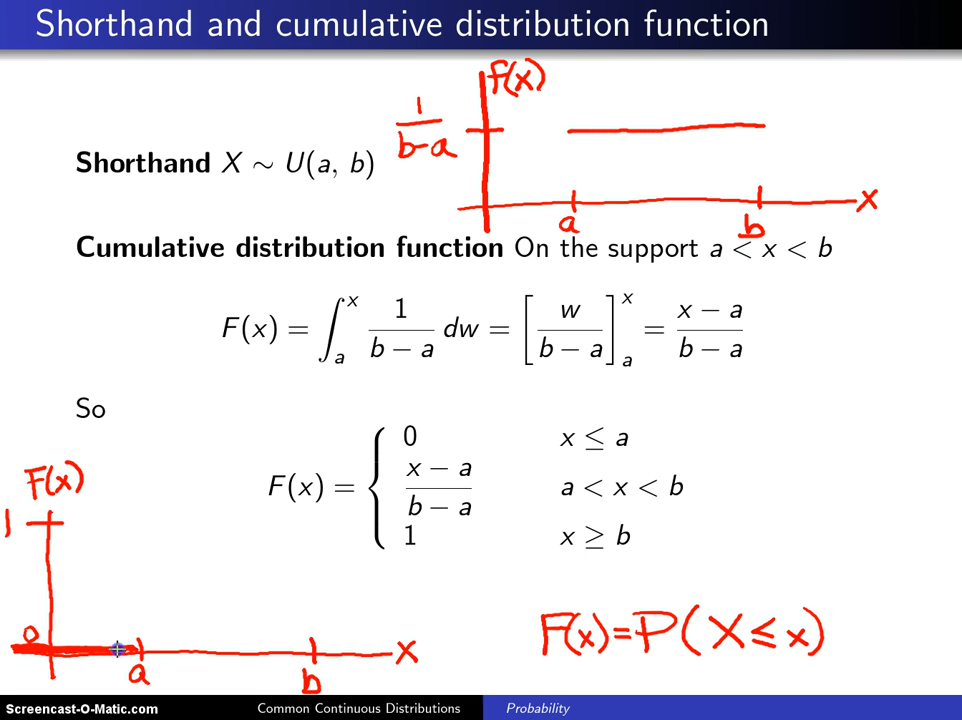 Shorthand and cumulative distribution function
f(x)
1
b-a
Shorthand X ∼ U(a, b)
a b x
Cumulative distribution function On the support a < x < b
F(x) = ∫_a^x 1/(b − a) dw = [w/(b − a)]_a^x = (x − a)/(b − a)
So
F(x) = { 0 x ≤ a
(x − a)/(b − a) a < x < b
1 x ≥ b
F(x)
1
0
a b x
F(x)=P(X≤x)
Screencast-O-Matic.com Common Continuous Distributions Probability